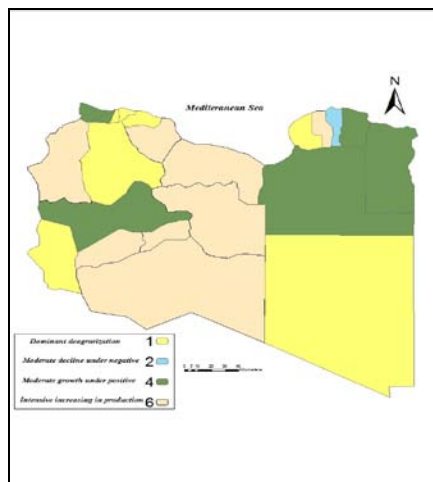 N
Mediteranean Sea
Dominant deagrarization 1
Moderate decline under negative 2
Moderate growth under positive 4
Intensive increasing in production 6